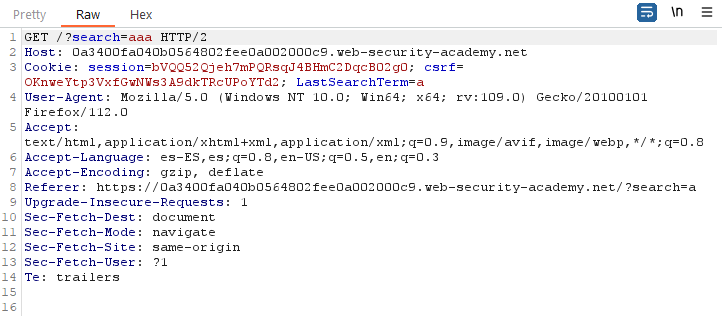 Pretty Raw Hex \n
1 GET /?search=aaa HTTP/2
2 Host: 0a3400fa040b0564802fee0a002000c9.web-security-academy.net
3 Cookie: session=bVQQ52Qjeh7mPQRsqJ4BHmC2DqcB02g0; csrf=
OKnweYtp3VxfGwNWs3A9dkTRcUPoYTd2; LastSearchTerm=a
4 User-Agent: Mozilla/5.0 (Windows NT 10.0; Win64; x64; rv:109.0) Gecko/20100101
Firefox/112.0
5 Accept:
text/html,application/xhtml+xml,application/xml;q=0.9,image/avif,image/webp,*/*;q=0.8
6 Accept-Language: es-ES,es;q=0.8,en-US;q=0.5,en;q=0.3
7 Accept-Encoding: gzip, deflate
8 Referer: https://0a3400fa040b0564802fee0a002000c9.web-security-academy.net/?search=a
9 Upgrade-Insecure-Requests: 1
10 Sec-Fetch-Dest: document
11 Sec-Fetch-Mode: navigate
12 Sec-Fetch-Site: same-origin
13 Sec-Fetch-User: ?1
14 Te: trailers
15
16